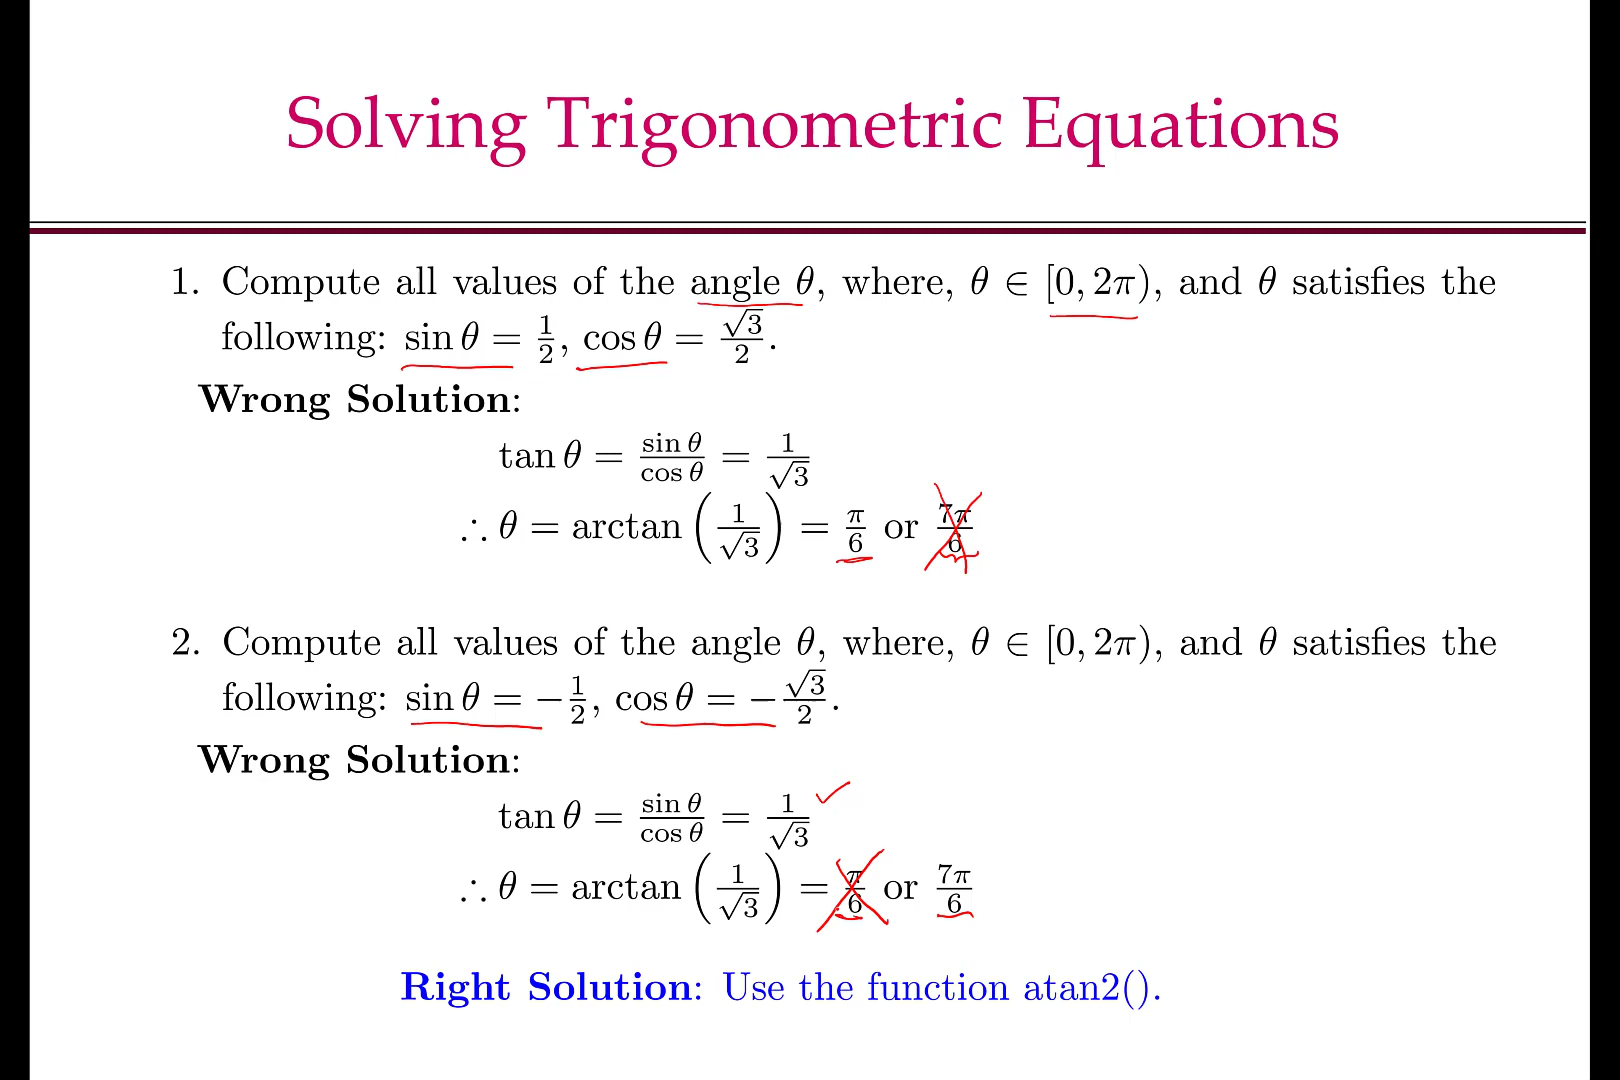 Solving Trigonometric Equations
1. Compute all values of the angle θ, where, θ ∈ [0, 2π), and θ satisfies the
following: sin θ = 1/2, cos θ = √3/2.
Wrong Solution:
tan θ = sin θ/cos θ = 1/√3
∴ θ = arctan (1/√3) = π/6 or 7π/6
2. Compute all values of the angle θ, where, θ ∈ [0, 2π), and θ satisfies the
following: sin θ = −1/2, cos θ = −√3/2.
Wrong Solution:
tan θ = sin θ/cos θ = 1/√3
∴ θ = arctan (1/√3) = π/6 or 7π/6
Right Solution: Use the function atan2().